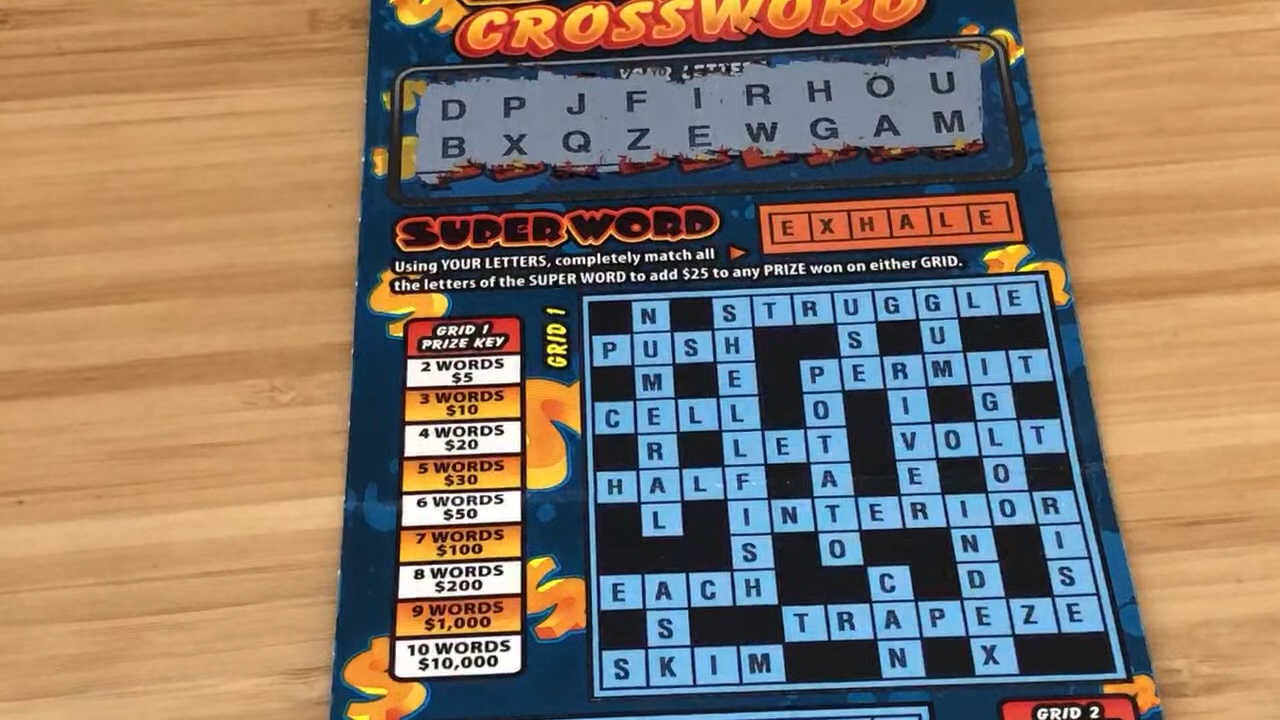 CROSSWORD
YOUR LETTERS
D P J F I R H O U
B X Q Z E W G A M
SUPER WORD
E X H A L E
Using YOUR LETTERS, completely match all
the letters of the SUPER WORD to add $25 to any PRIZE won on either GRID.
GRID 1
PRIZE KEY
2 WORDS
$5
3 WORDS
$10
4 WORDS
$20
5 WORDS
$30
6 WORDS
$50
7 WORDS
$100
8 WORDS
$200
9 WORDS
$1,000
10 WORDS
$10,000
GRID 1
N S T R U G G L E
P U S H S U
M E P E R M I T
C E L L O I G
R L E T V O L T
H A L F A E O
L I N T E R I O R
S O N I
E A C H C D S
S T R A P E Z E
S K I M N X
GRID 2